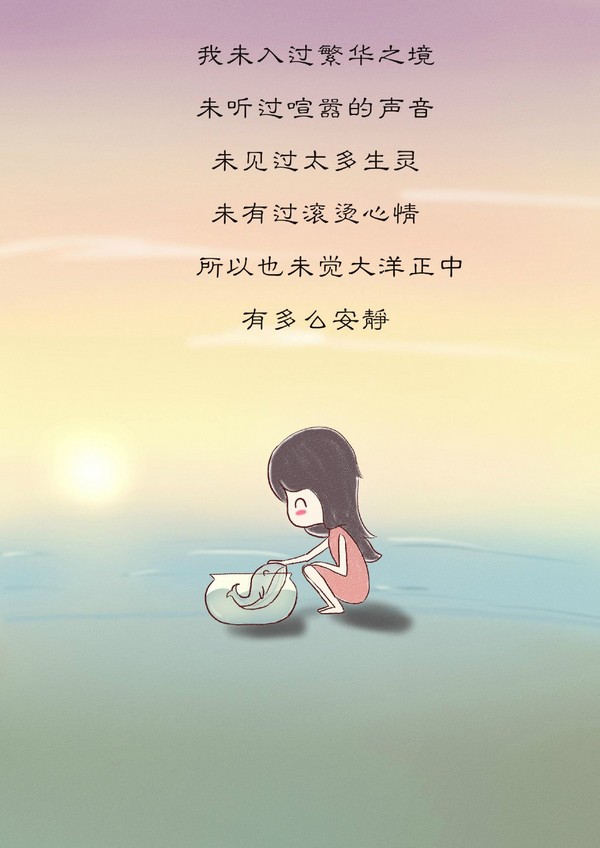 我未入过繁华之境
未听过喧嚣的声音
未见过太多生灵
未有过滚烫心情
所以也未觉大洋正中
有多么安靜